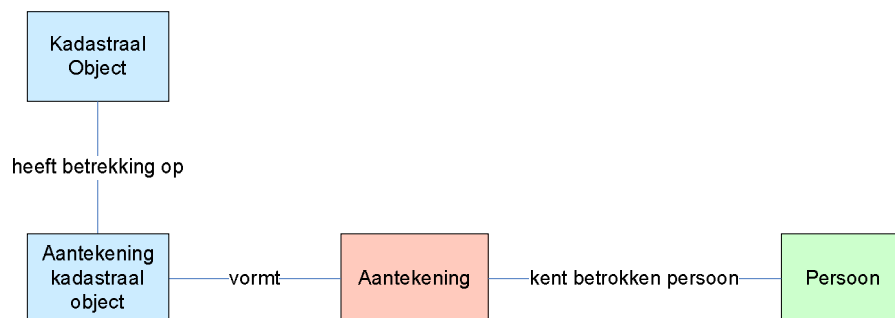 Kadastraal
Object
heeft betrekking op
Aantekening
kadastraal
object
vormt
Aantekening
kent betrokken persoon
Persoon